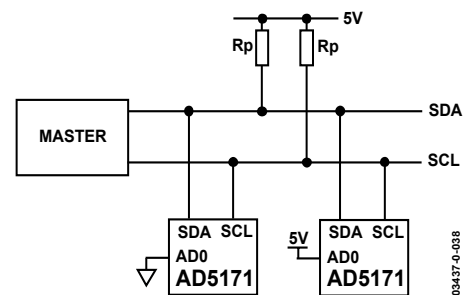 5V
Rp Rp
SDA
MASTER
SCL
SDA SCL
AD0
AD5171
5V
SDA SCL
AD0
AD5171
03437-0-038